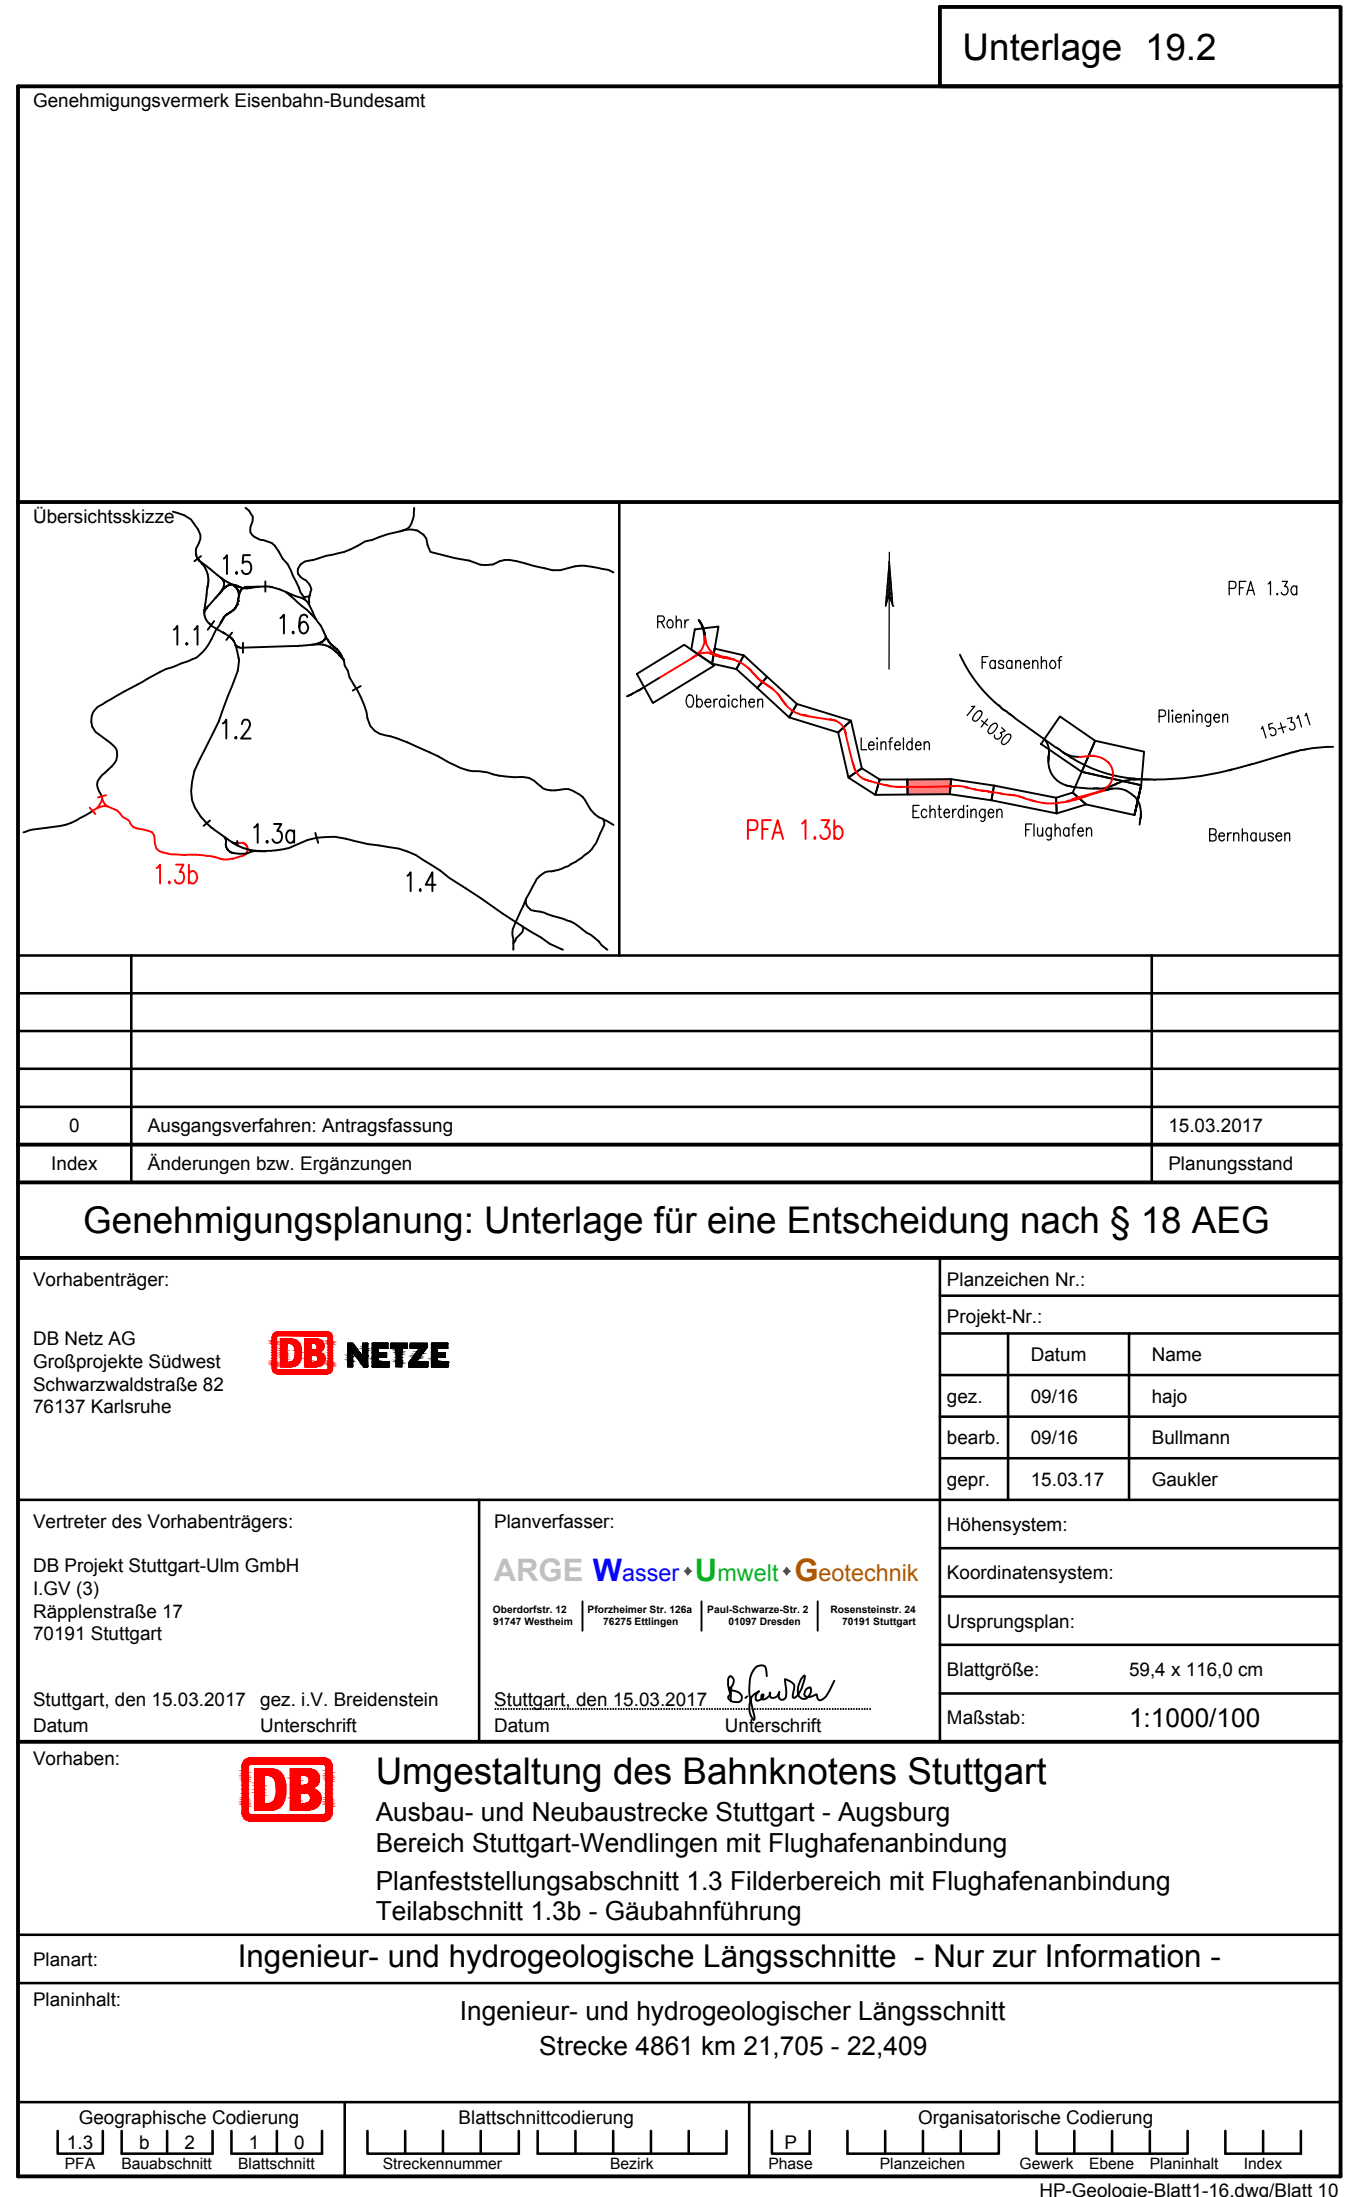 Unterlage 19.2
Genehmigungsvermerk Eisenbahn-Bundesamt
Übersichtsskizze
1.5
1.1
1.6
1.2
1.3a
1.3b
1.4
PFA 1.3a
Rohr
Fasanenhof
Oberaichen
10+030
Plieningen
15+311
Leinfelden
Echterdingen
PFA 1.3b
Flughafen
Bernhausen
0 Ausgangsverfahren: Antragsfassung 15.03.2017
Index Änderungen bzw. Ergänzungen Planungsstand
Genehmigungsplanung: Unterlage für eine Entscheidung nach § 18 AEG
Vorhabenträger:
DB Netz AG
Großprojekte Südwest
Schwarzwaldstraße 82
76137 Karlsruhe
DB NETZE
Planzeichen Nr.:
Projekt-Nr.:
Datum Name
gez. 09/16 hajo
bearb. 09/16 Bullmann
gepr. 15.03.17 Gaukler
Vertreter des Vorhabenträgers:
DB Projekt Stuttgart-Ulm GmbH
I.GV (3)
Räpplenstraße 17
70191 Stuttgart
Stuttgart, den 15.03.2017 gez. i.V. Breidenstein
Datum Unterschrift
Planverfasser:
ARGE Wasser Umwelt Geotechnik
Oberdorfstr. 12 Pforzheimer Str. 126a Paul-Schwarze-Str. 2 Rosensteinstr. 24
91747 Westheim 76275 Ettlingen 01097 Dresden 70191 Stuttgart
Stuttgart, den 15.03.2017
Datum Unterschrift
Höhensystem:
Koordinatensystem:
Ursprungsplan:
Blattgröße: 59,4 x 116,0 cm
Maßstab: 1:1000/100
Vorhaben:
DB
Umgestaltung des Bahnknotens Stuttgart
Ausbau- und Neubaustrecke Stuttgart - Augsburg
Bereich Stuttgart-Wendlingen mit Flughafenanbindung
Planfeststellungsabschnitt 1.3 Filderbereich mit Flughafenanbindung
Teilabschnitt 1.3b - Gäubahnführung
Planart: Ingenieur- und hydrogeologische Längsschnitte - Nur zur Information -
Planinhalt:
Ingenieur- und hydrogeologischer Längsschnitt
Strecke 4861 km 21,705 - 22,409
Geographische Codierung Blattschnittcodierung Organisatorische Codierung
1.3 b 2 1 0 P
PFA Bauabschnitt Blattschnitt Streckennummer Bezirk Phase Planzeichen Gewerk Ebene Planinhalt Index
HP-Geologie-Blatt1-16.dwg/Blatt 10